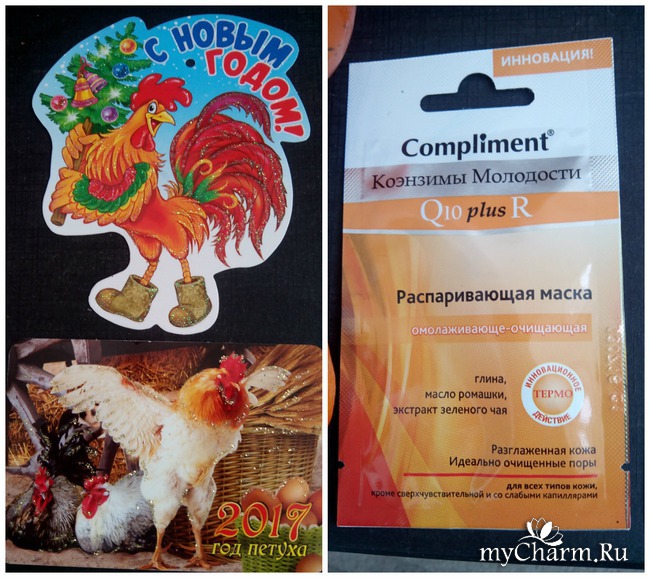 С НОВЫМ
ГОДОМ!
2017
ГОД ПЕТУХА
ИННОВАЦИЯ!
Compliment®
Коэнзимы Молодости
Q10 plus R
Распаривающая маска
омолаживающе-очищающая
глина,
масло ромашки,
экстракт зеленого чая
ИННОВАЦИОННОЕ
ТЕРМО
ДЕЙСТВИЕ
Разглаженная кожа
Идеально очищенные поры
для всех типов кожи,
кроме сверхчувствительной и со слабыми капиллярами
myCharm.Ru